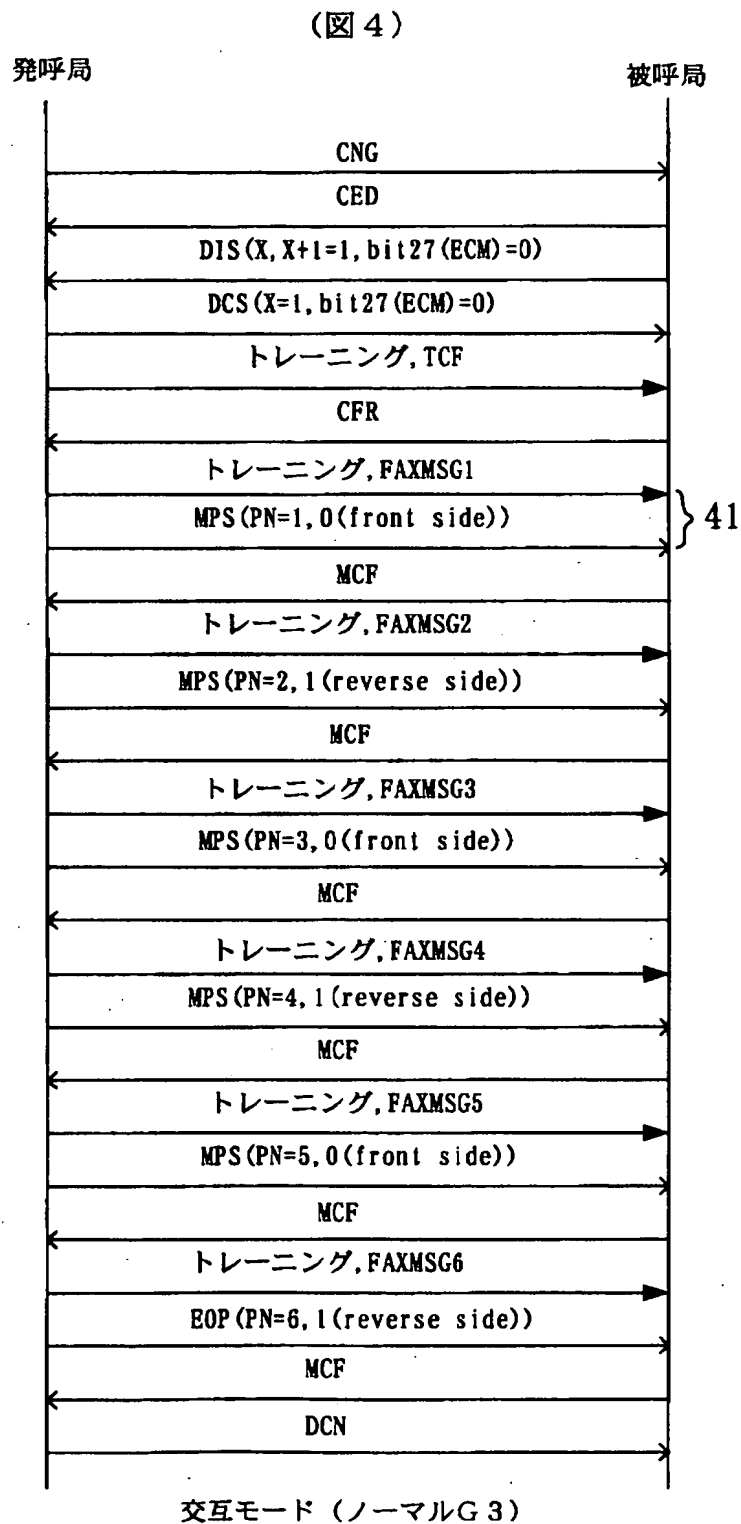 (図4)
発呼局
被呼局
CNG
CED
DIS(X,X+1=1,bit27(ECM)=0)
DCS(X=1,bit27(ECM)=0)
トレーニング,TCF
CFR
トレーニング,FAXMSG1
MPS(PN=1,0(front side))
41
MCF
トレーニング,FAXMSG2
MPS(PN=2,1(reverse side))
MCF
トレーニング,FAXMSG3
MPS(PN=3,0(front side))
MCF
トレーニング,FAXMSG4
MPS(PN=4,1(reverse side))
MCF
トレーニング,FAXMSG5
MPS(PN=5,0(front side))
MCF
トレーニング,FAXMSG6
EOP(PN=6,1(reverse side))
MCF
DCN
交互モード(ノーマルG3)